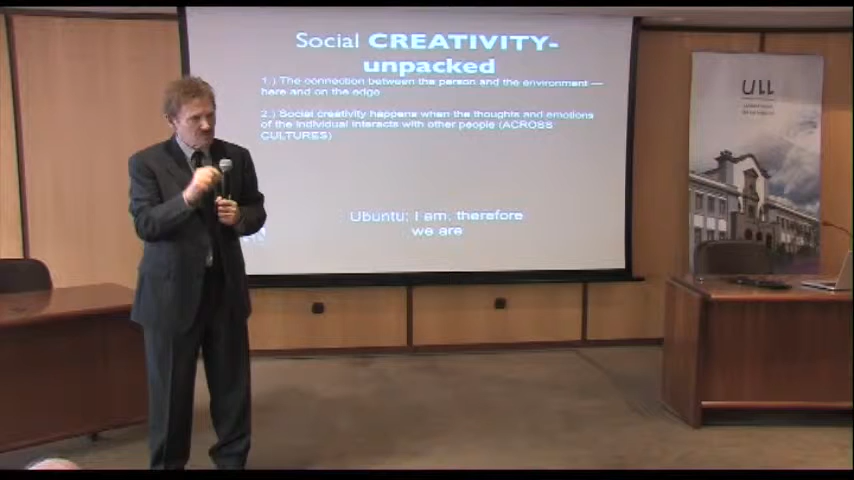 Social CREATIVITY-
unpacked
1.) The connection between the person and the environment —
here and on the edge
2.) Social creativity happens when the thoughts and emotions
of the individual interacts with other people (ACROSS
CULTURES)
Ubuntu: I am, therefore
we are
ULL